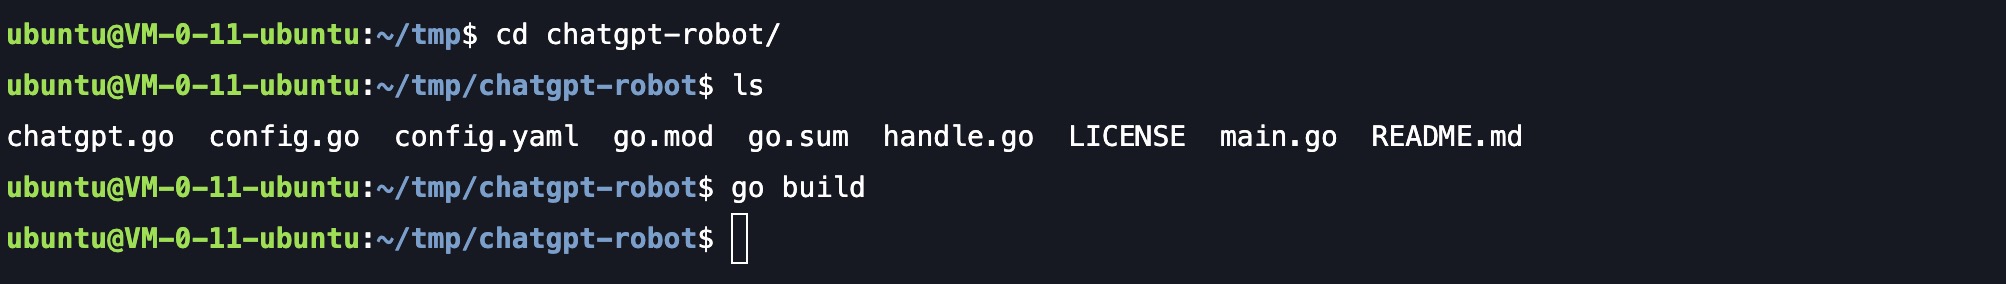 ubuntu@VM-0-11-ubuntu:~/tmp$ cd chatgpt-robot/
ubuntu@VM-0-11-ubuntu:~/tmp/chatgpt-robot$ ls
chatgpt.go  config.go  config.yaml  go.mod  go.sum  handle.go  LICENSE  main.go  README.md
ubuntu@VM-0-11-ubuntu:~/tmp/chatgpt-robot$ go build
ubuntu@VM-0-11-ubuntu:~/tmp/chatgpt-robot$